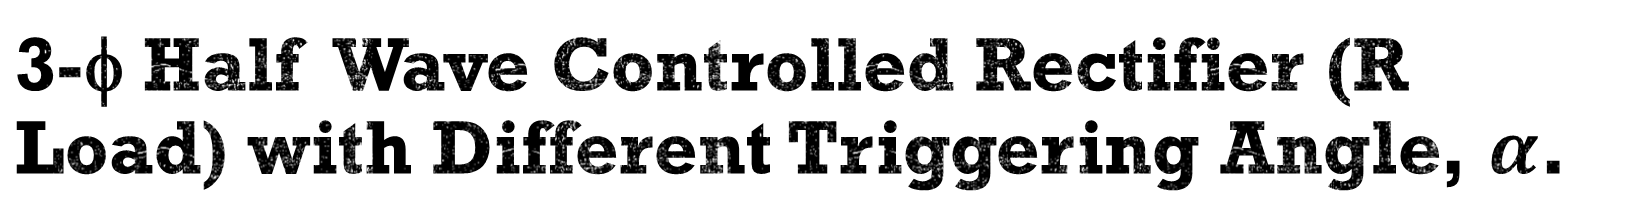 3-ϕ Half Wave Controlled Rectifier (R
Load) with Different Triggering Angle, α.